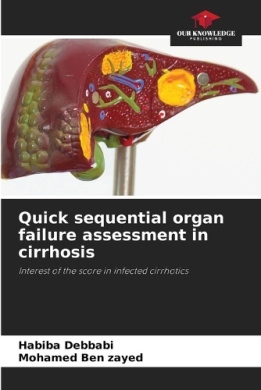 OUR KNOWLEDGE
PUBLISHING
Quick sequential organ
failure assessment in
cirrhosis
Interest of the score in infected cirrhotics
Habiba Debbabi
Mohamed Ben zayed